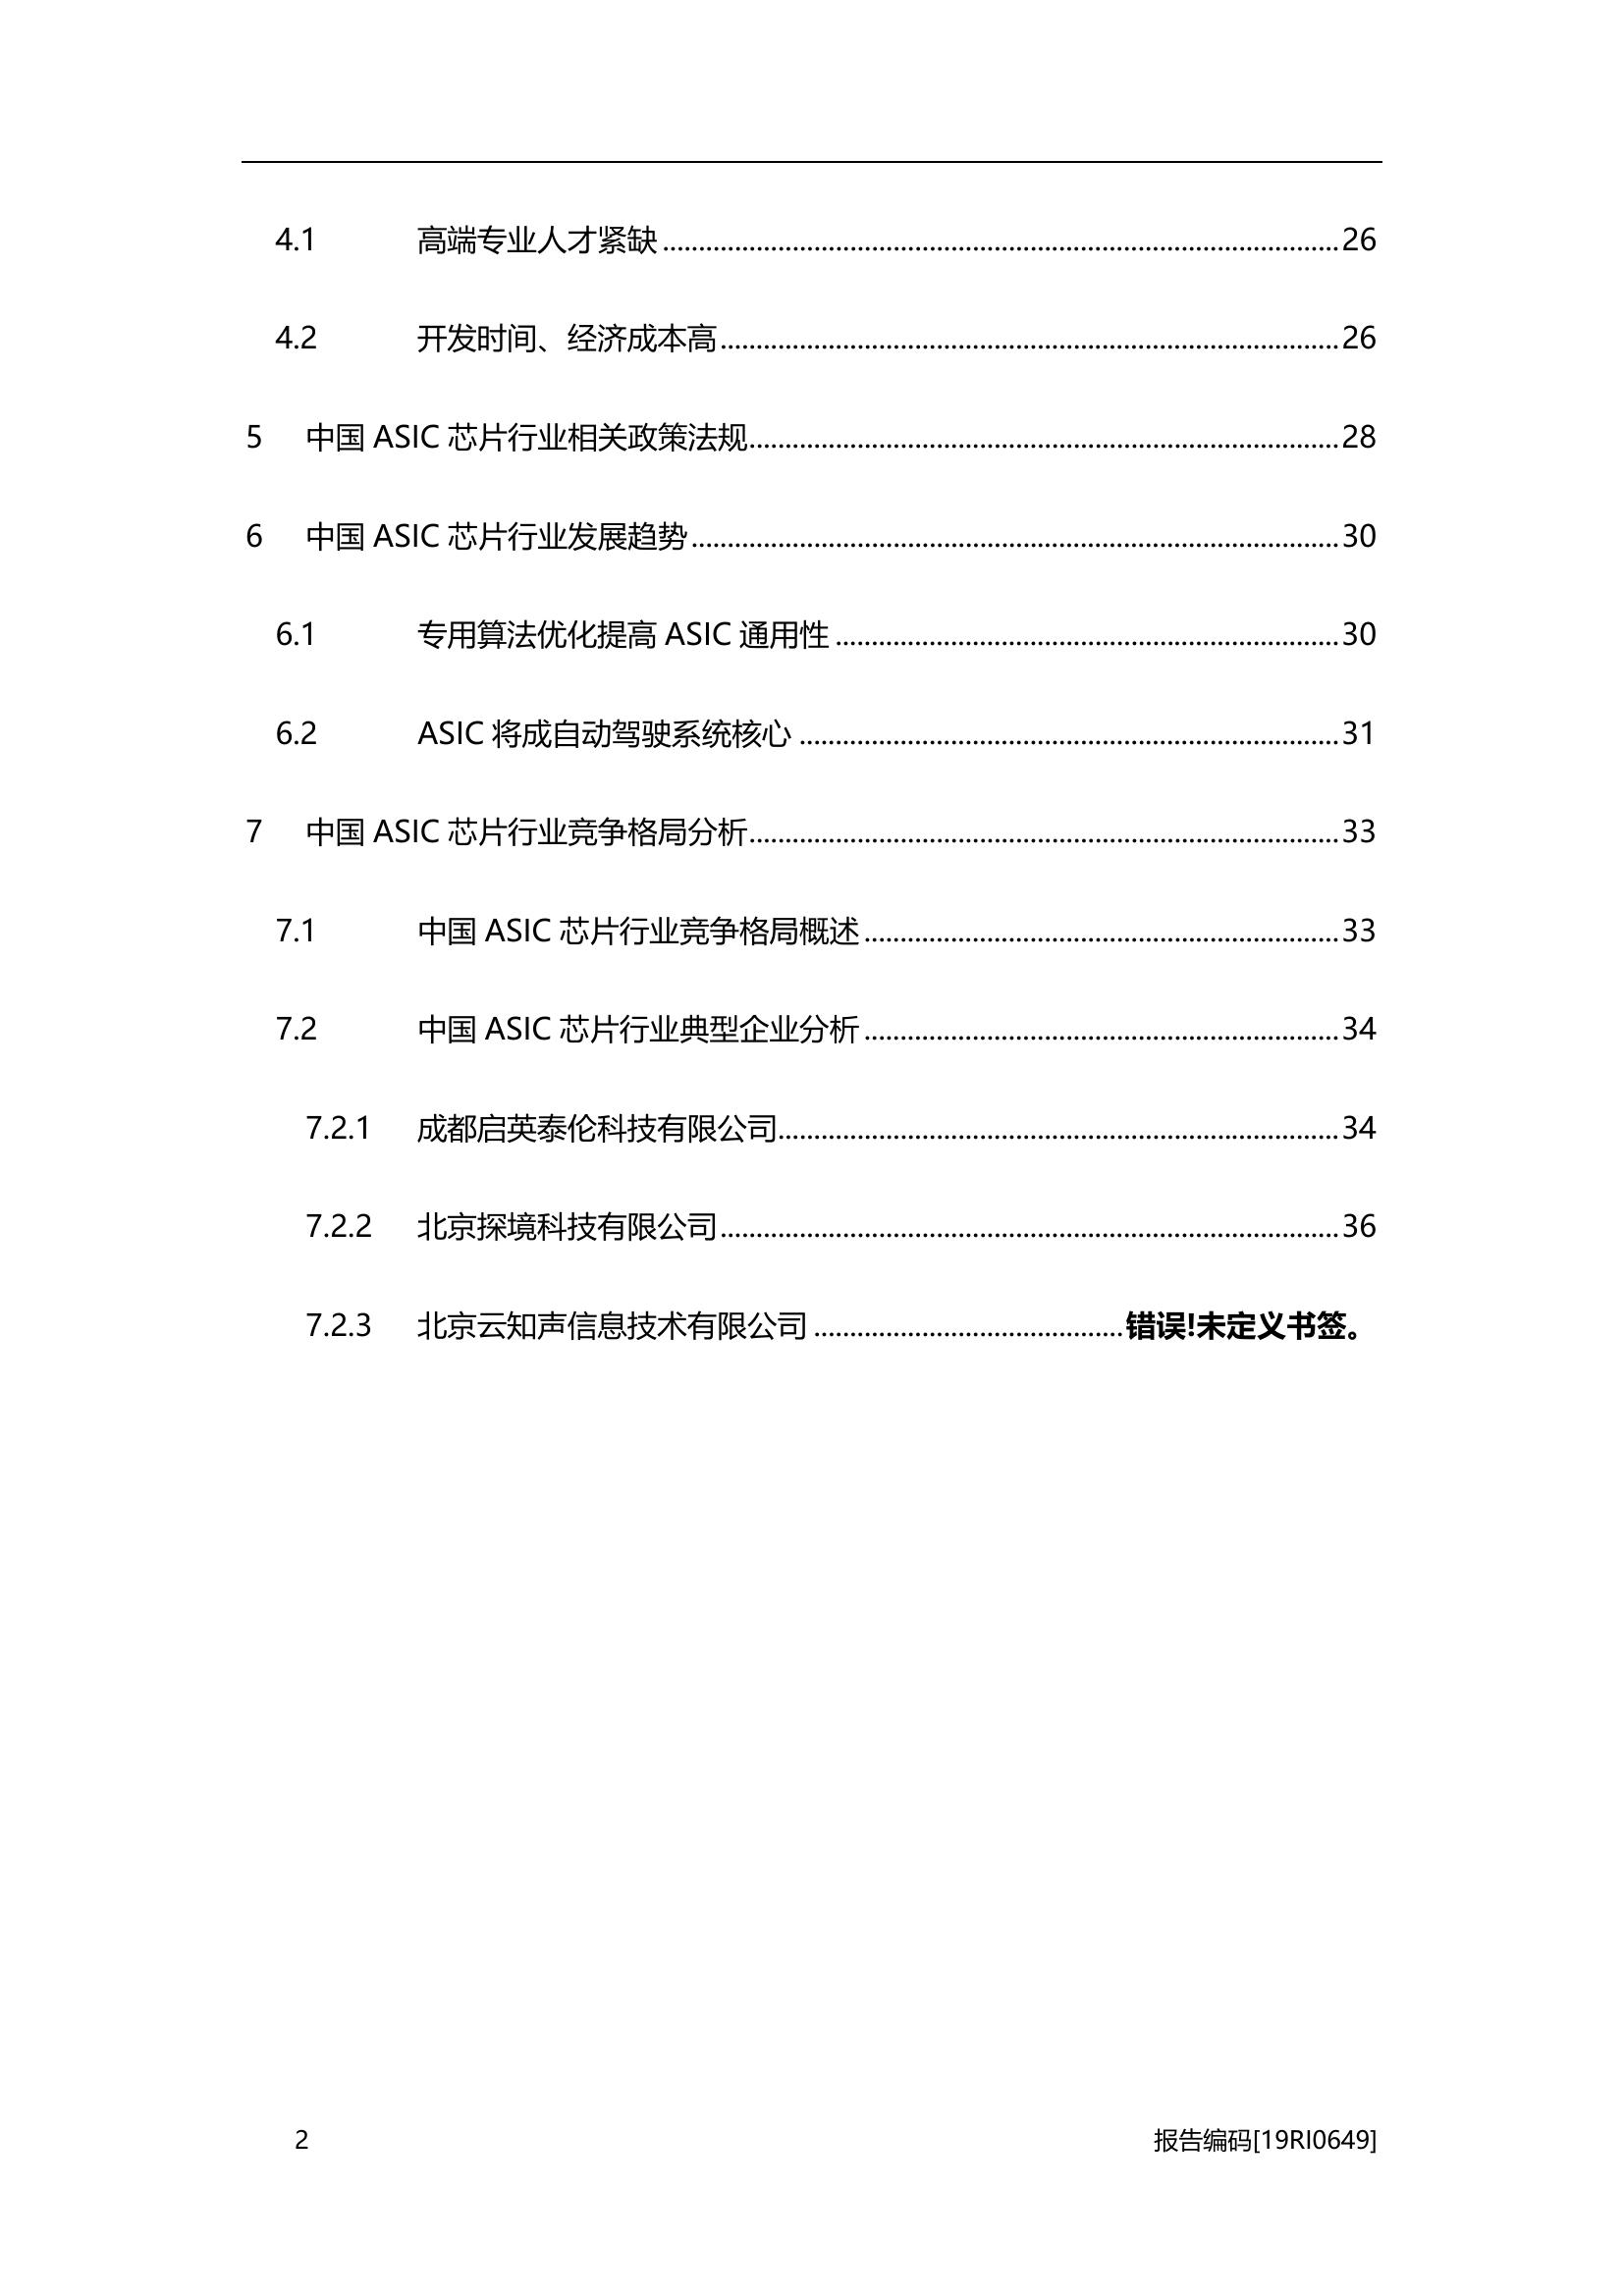 4.1 高端专业人才紧缺 ........ 26
4.2 开发时间、经济成本高 ........ 26
5 中国 ASIC 芯片行业相关政策法规 ........ 28
6 中国 ASIC 芯片行业发展趋势 ........ 30
6.1 专用算法优化提高 ASIC 通用性 ........ 30
6.2 ASIC 将成自动驾驶系统核心 ........ 31
7 中国 ASIC 芯片行业竞争格局分析 ........ 33
7.1 中国 ASIC 芯片行业竞争格局概述 ........ 33
7.2 中国 ASIC 芯片行业典型企业分析 ........ 34
7.2.1 成都启英泰伦科技有限公司 ........ 34
7.2.2 北京探境科技有限公司 ........ 36
7.2.3 北京云知声信息技术有限公司 ........ 错误!未定义书签。
2 报告编码[19RI0649]